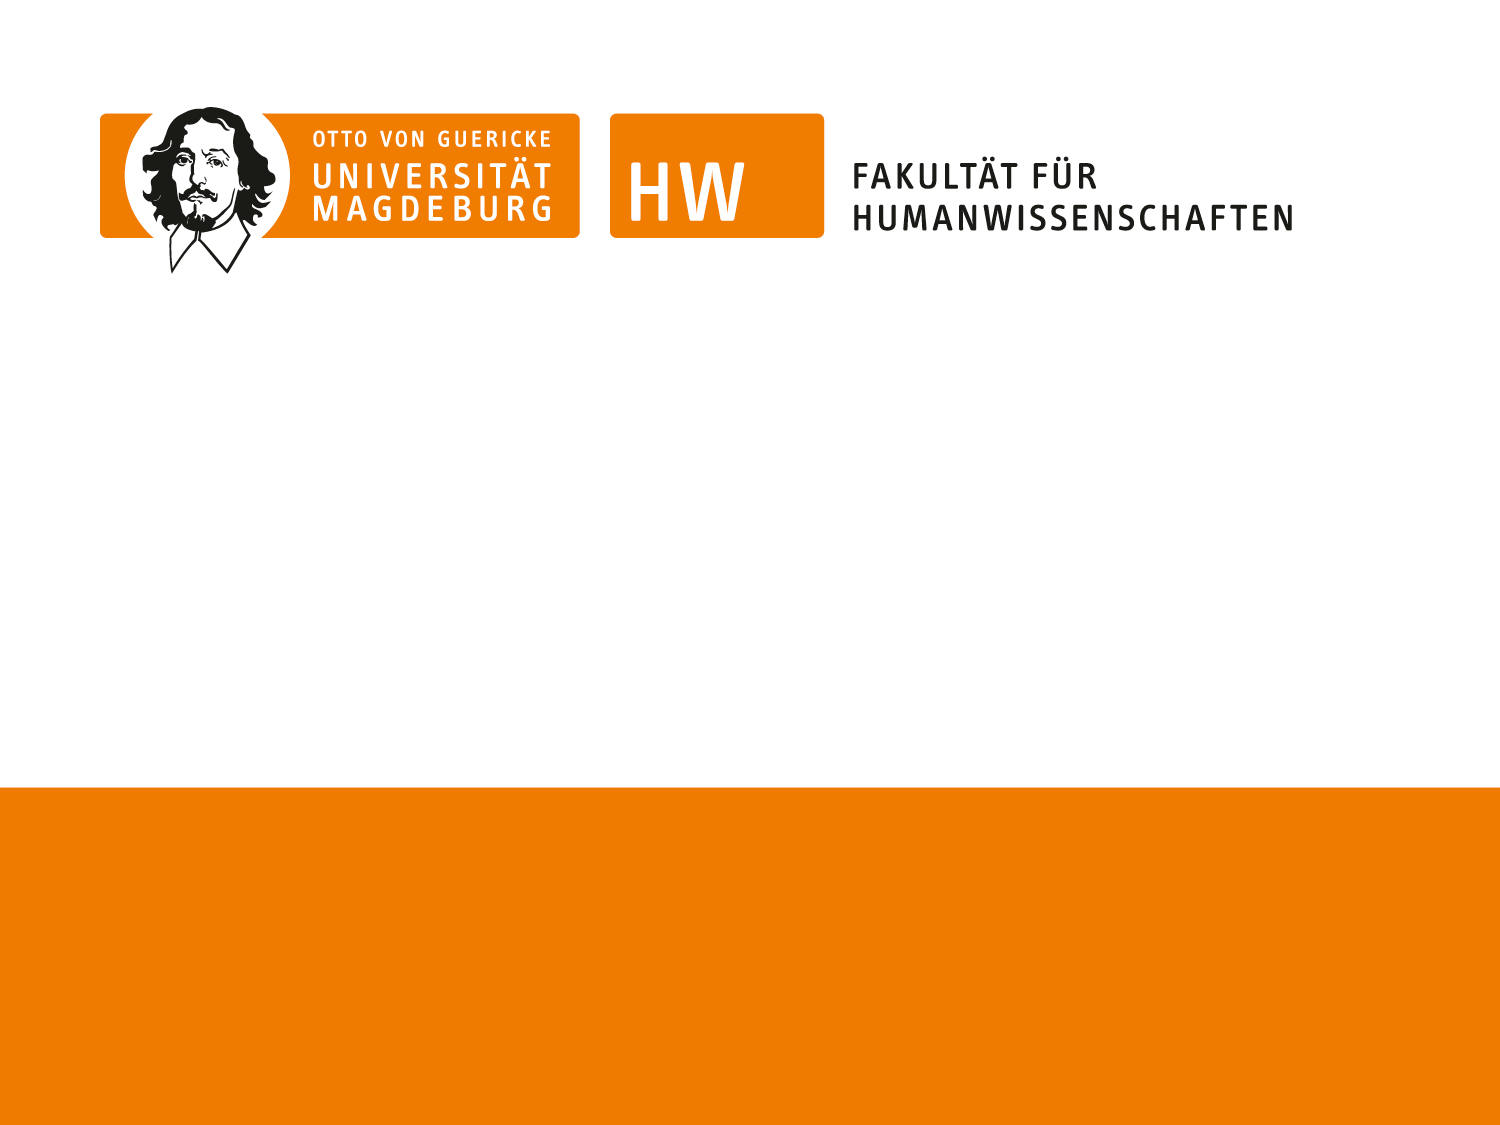 OTTO VON GUERICKE
UNIVERSITÄT
MAGDEBURG
HW
FAKULTÄT FÜR
HUMANWISSENSCHAFTEN